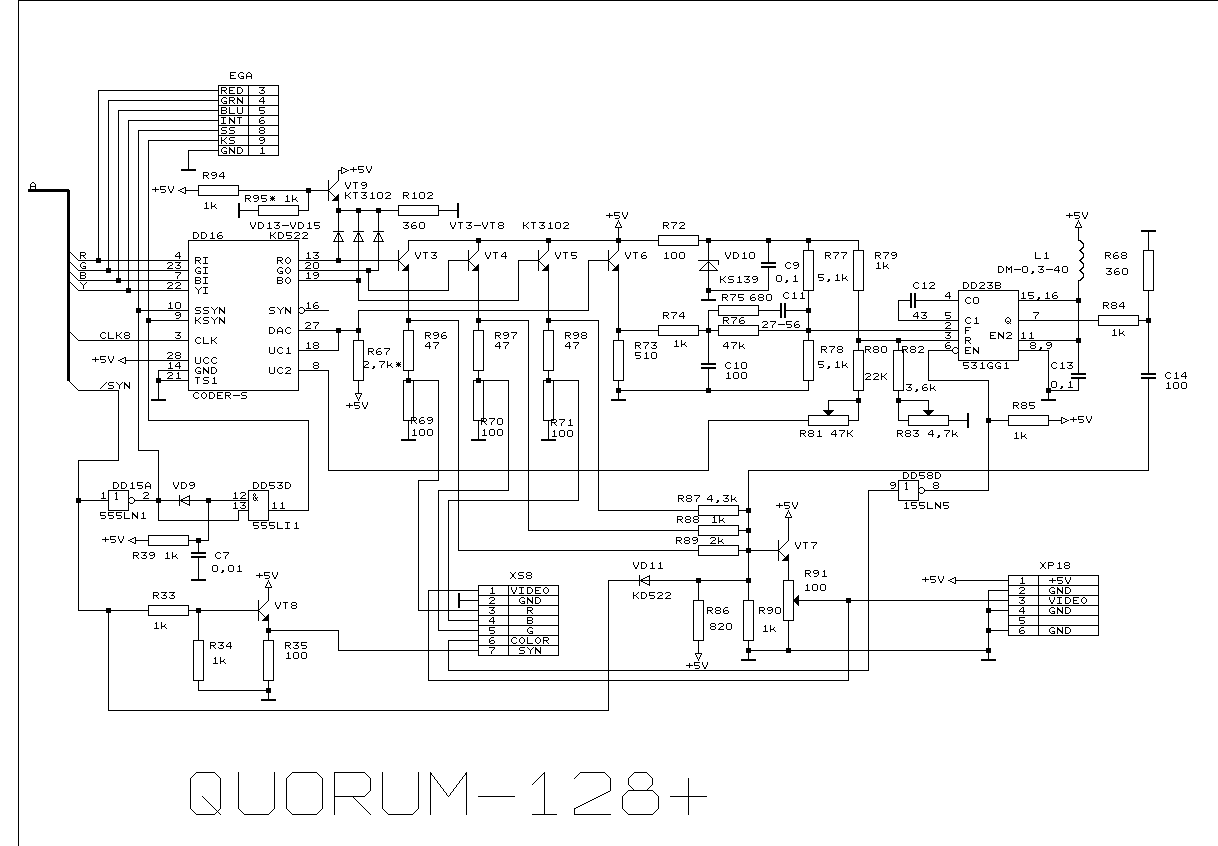 EGA
RED 3
GRN 4
BLU 5
INT 6
SS 8
KS 9
GND 1
A
+5V
R94
1k
R95* 1k
+5V
VT9
KT3102
R102
360
VD13-VD15
KD522
VT3-VT8 KT3102
DD16
R
G
B
Y
4 RI
23 GI
7 BI
22 YI
10 SSYN
9 KSYN
3 CLK
28 UCC
14 GND
21 TS1
RO 13
GO 20
BO 19
SYN 16
DAC 27
UC1 18
UC2 8
CODER-S
CLK8
+5V
/SYN
VT3
VT4
VT5
VT6
+5V
R72
100
VD10
KS139
C9
0,1
R77
5,1k
R79
1k
R75 680
C11
27-56
R74
1k
R76
47k
R73
510
C10
100
R78
5,1k
R80
22K
R82
3,6k
R81 47K
R83 4,7k
R96
47
R97
47
R98
47
R67
2,7k*
+5V
R69
100
R70
100
R71
100
C12
43
DD23B
4 CO
5 C1
2 F
3 R
6 EN
15,16
Q 7
EN2 11
8,9
531GG1
L1
DM-0,3-40
+5V
R68
360
R84
1k
C13
0,1
C14
100
R85
1k
+5V
DD58D
9 1 8
155LN5
DD15A
1 1 2
555LN1
VD9
DD53D
12 &
13
11
555LI1
+5V
R39 1k
C7
0,01
R87 4,3k
R88 1k
R89 2k
+5V
VT7
VD11
KD522
R91
100
R86
820
R90
1k
+5V
XS8
1 VIDEO
2 GND
3 R
4 B
5 G
6 COLOR
7 SYN
XP18
+5V
1 +5V
2 GND
3 VIDEO
4 GND
5
6 GND
R33
1k
+5V
VT8
R34
1k
R35
100
QUORUM-128+